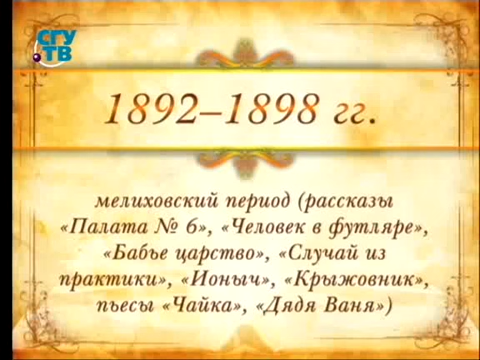 СГУ
ТВ
1892–1898 гг.
мелиховский период (рассказы
«Палата № 6», «Человек в футляре»,
«Бабье царство», «Случай из
практики», «Ионыч», «Крыжовник»,
пьесы «Чайка», «Дядя Ваня»)